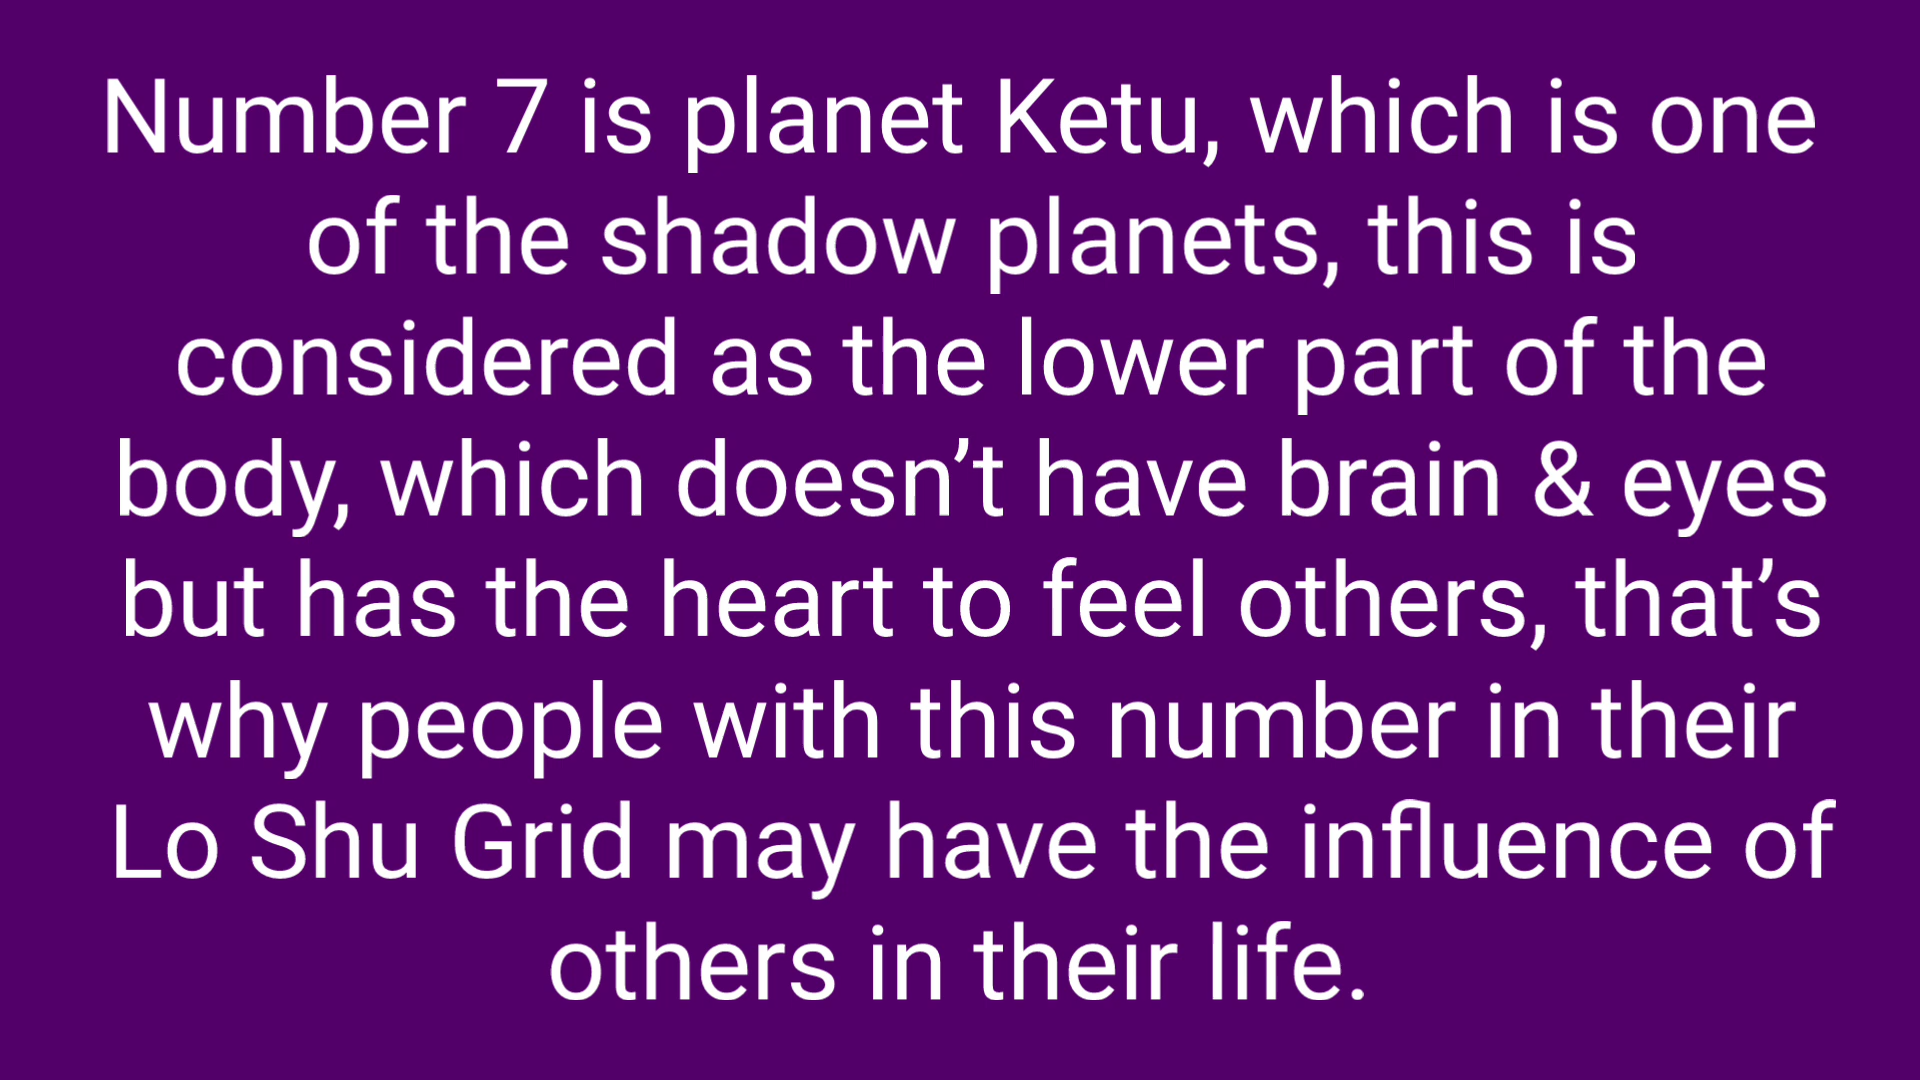 Number 7 is planet Ketu, which is one
of the shadow planets, this is
considered as the lower part of the
body, which doesn’t have brain & eyes
but has the heart to feel others, that’s
why people with this number in their
Lo Shu Grid may have the influence of
others in their life.